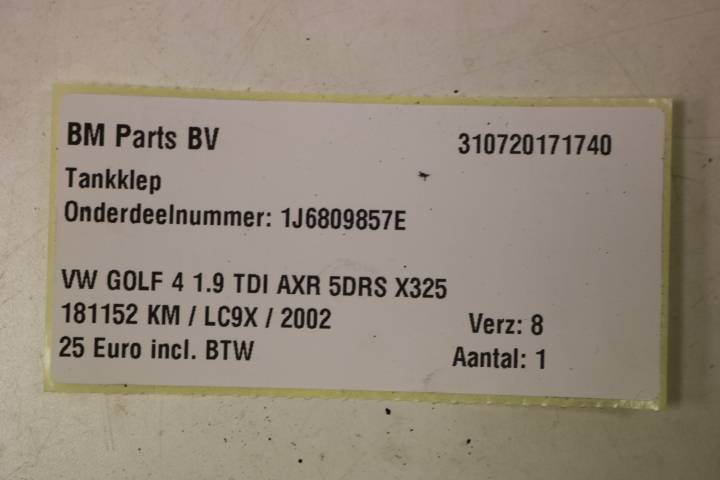 BM Parts BV 310720171740
Tankklep
Onderdeelnummer: 1J6809857E
VW GOLF 4 1.9 TDI AXR 5DRS X325
181152 KM / LC9X / 2002 Verz: 8
25 Euro incl. BTW Aantal: 1